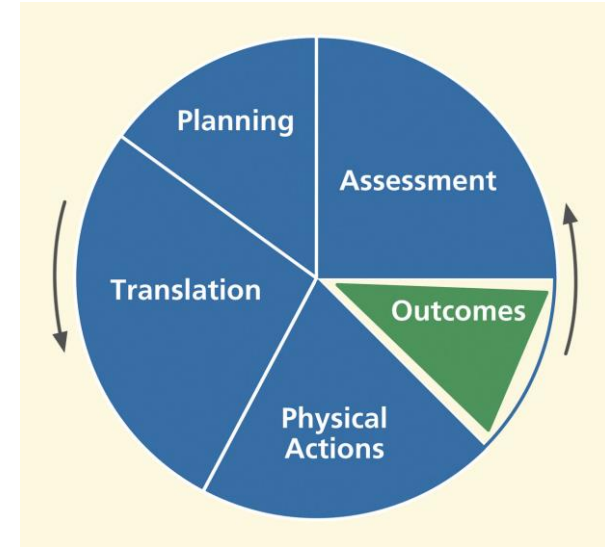 Planning
Assessment
Translation
Outcomes
Physical
Actions